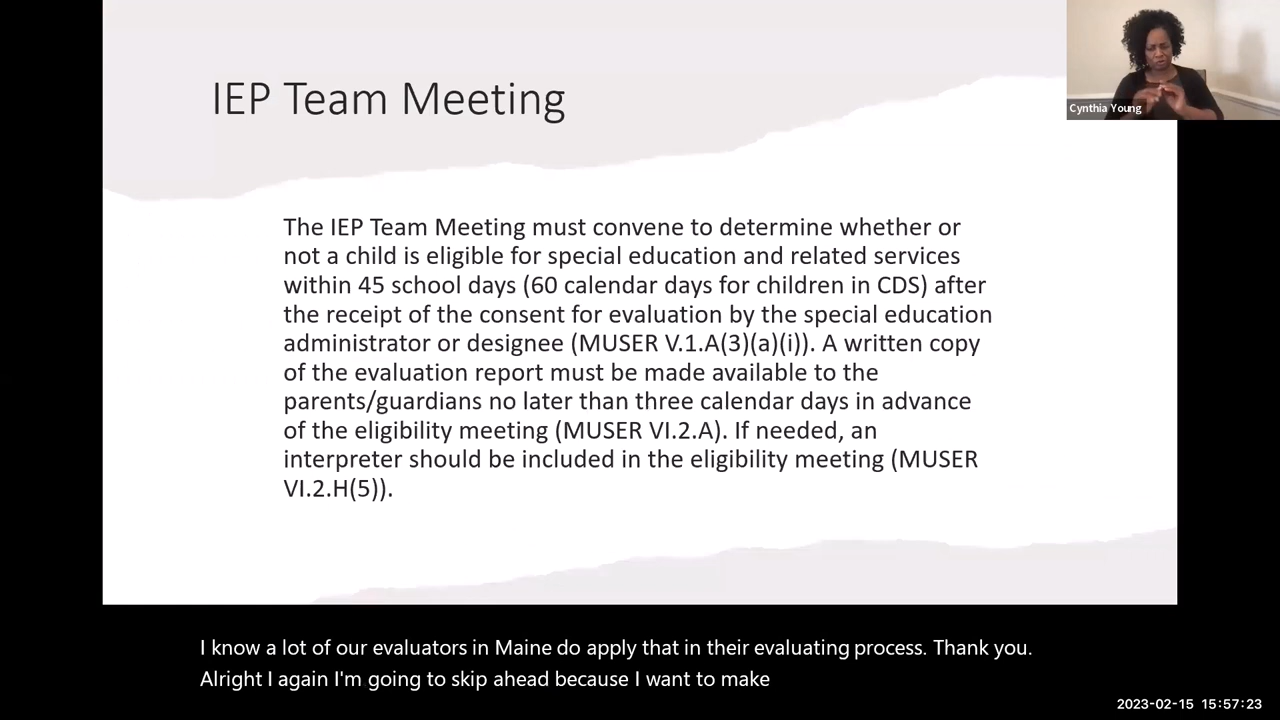 IEP Team Meeting
Cynthia Young
The IEP Team Meeting must convene to determine whether or
not a child is eligible for special education and related services
within 45 school days (60 calendar days for children in CDS) after
the receipt of the consent for evaluation by the special education
administrator or designee (MUSER V.1.A(3)(a)(i)). A written copy
of the evaluation report must be made available to the
parents/guardians no later than three calendar days in advance
of the eligibility meeting (MUSER VI.2.A). If needed, an
interpreter should be included in the eligibility meeting (MUSER
VI.2.H(5)).
I know a lot of our evaluators in Maine do apply that in their evaluating process. Thank you.
Alright I again I'm going to skip ahead because I want to make
2023-02-15 15:57:23